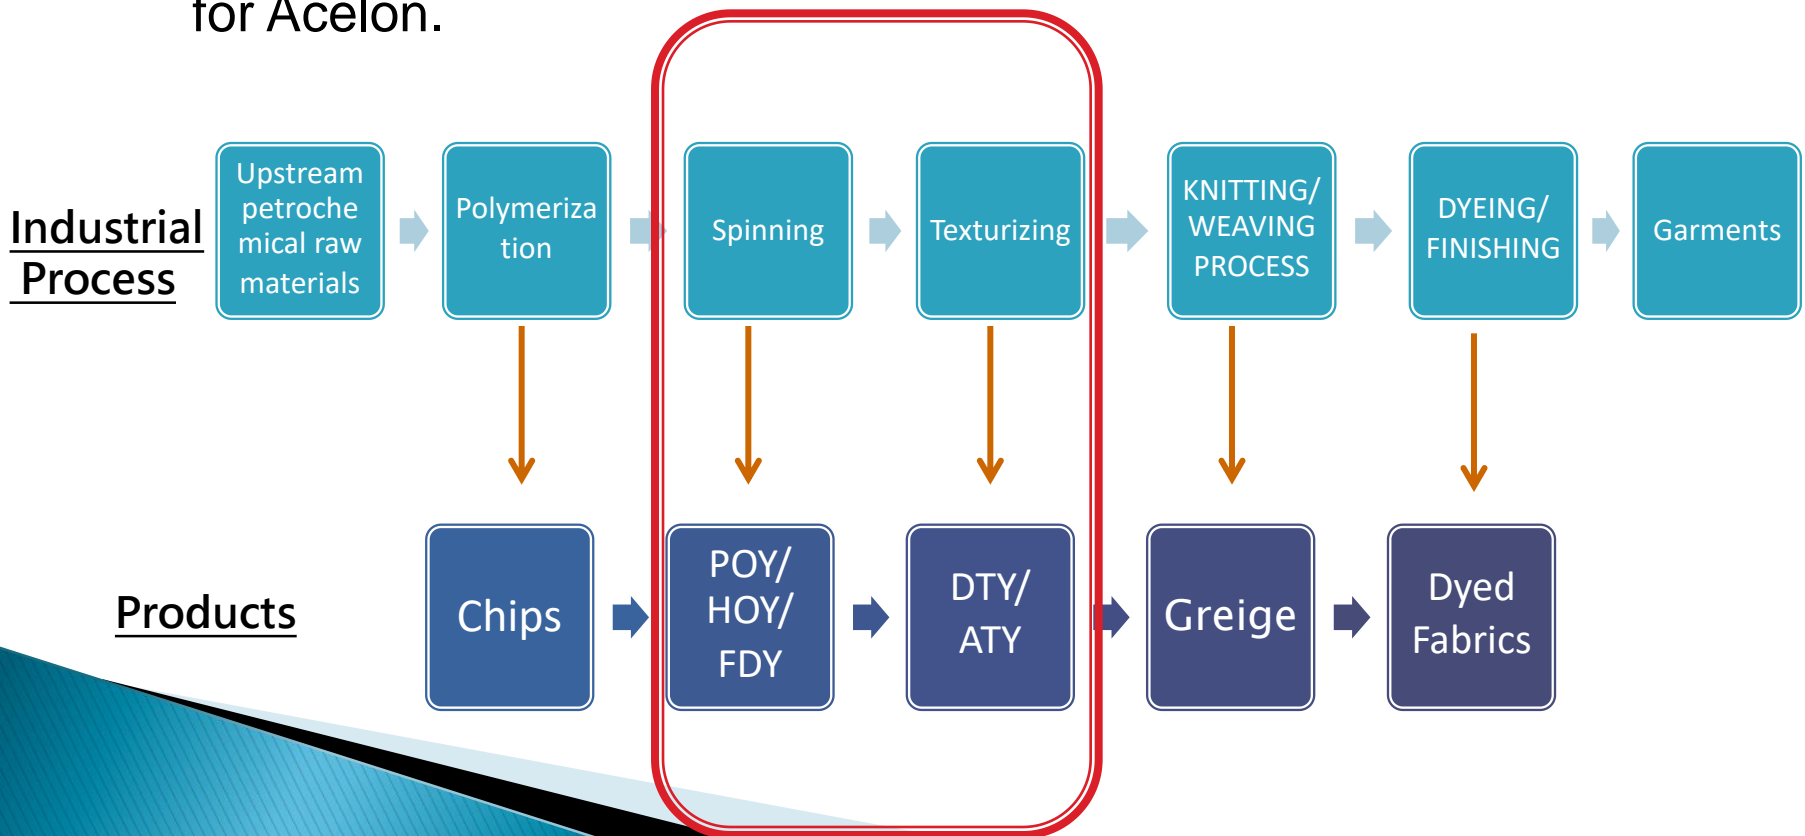 for Acelon.
Industrial
Process
Upstream
petroche
mical raw
materials
Polymeriza
tion
Spinning
Texturizing
KNITTING/
WEAVING
PROCESS
DYEING/
FINISHING
Garments
Products
Chips
POY/
HOY/
FDY
DTY/
ATY
Greige
Dyed
Fabrics